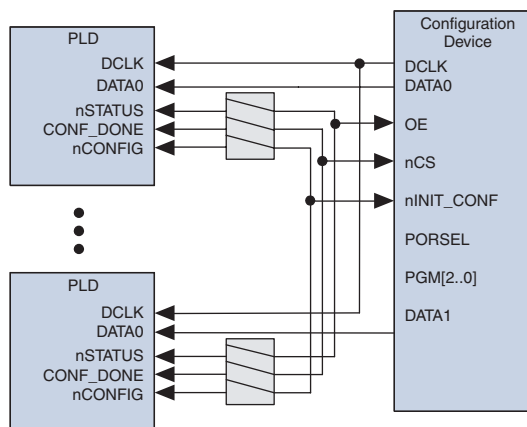 PLD
DCLK
DATA0
nSTATUS
CONF_DONE
nCONFIG
PLD
DCLK
DATA0
nSTATUS
CONF_DONE
nCONFIG
Configuration
Device
DCLK
DATA0
OE
nCS
nINIT_CONF
PORSEL
PGM[2..0]
DATA1